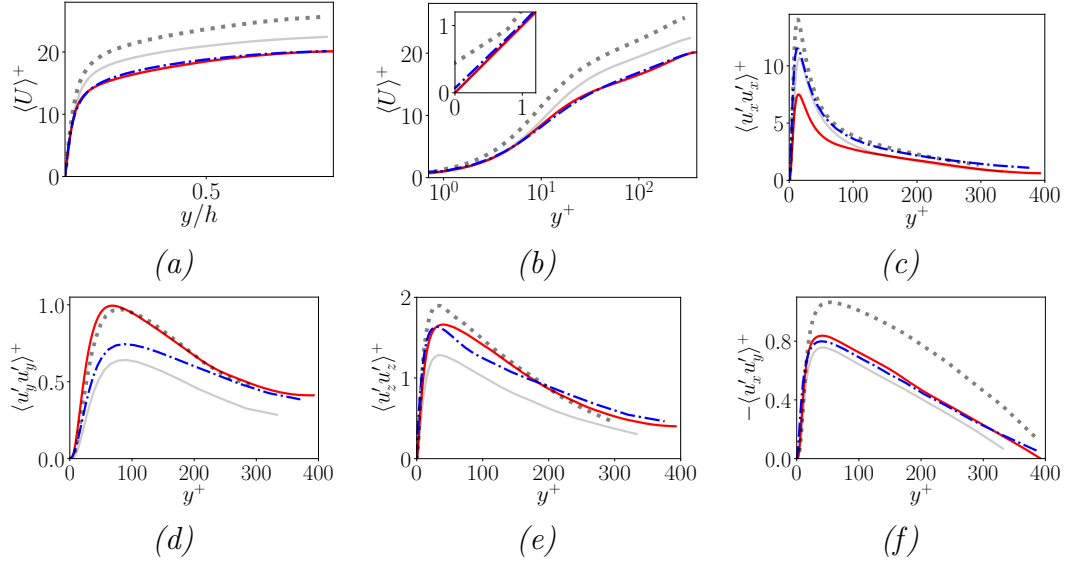 20
10
0
⟨U⟩⁺
0.5
y/h
(a)
20
10
0
⟨U⟩⁺
1
0
0
1
10⁰
10¹
10²
y⁺
(b)
10
5
0
⟨u′ₓu′ₓ⟩⁺
0
100
200
300
400
y⁺
(c)
1.0
0.5
0.0
⟨u′ᵧu′ᵧ⟩⁺
0
100
200
300
400
y⁺
(d)
2
1
0
⟨u′_z u′_z⟩⁺
0
100
200
300
400
y⁺
(e)
0.8
0.4
0.0
−⟨u′ₓu′ᵧ⟩⁺
0
100
200
300
400
y⁺
(f)